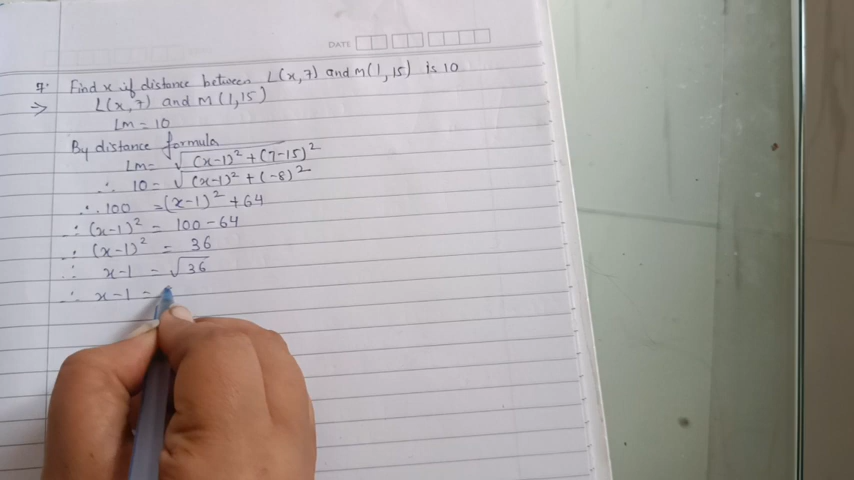 DATE
7. Find x if distance between L(x,7) and M(1,15) is 10
→ L(x,7) and M(1,15)
LM = 10
By distance formula
LM = √(x-1)² + (7-15)²
∴ 10 = √(x-1)² + (-8)²
∴ 100 = (x-1)² + 64
∴ (x-1)² = 100 - 64
∴ (x-1)² = 36
∴ x-1 = √36
∴ x-1 =